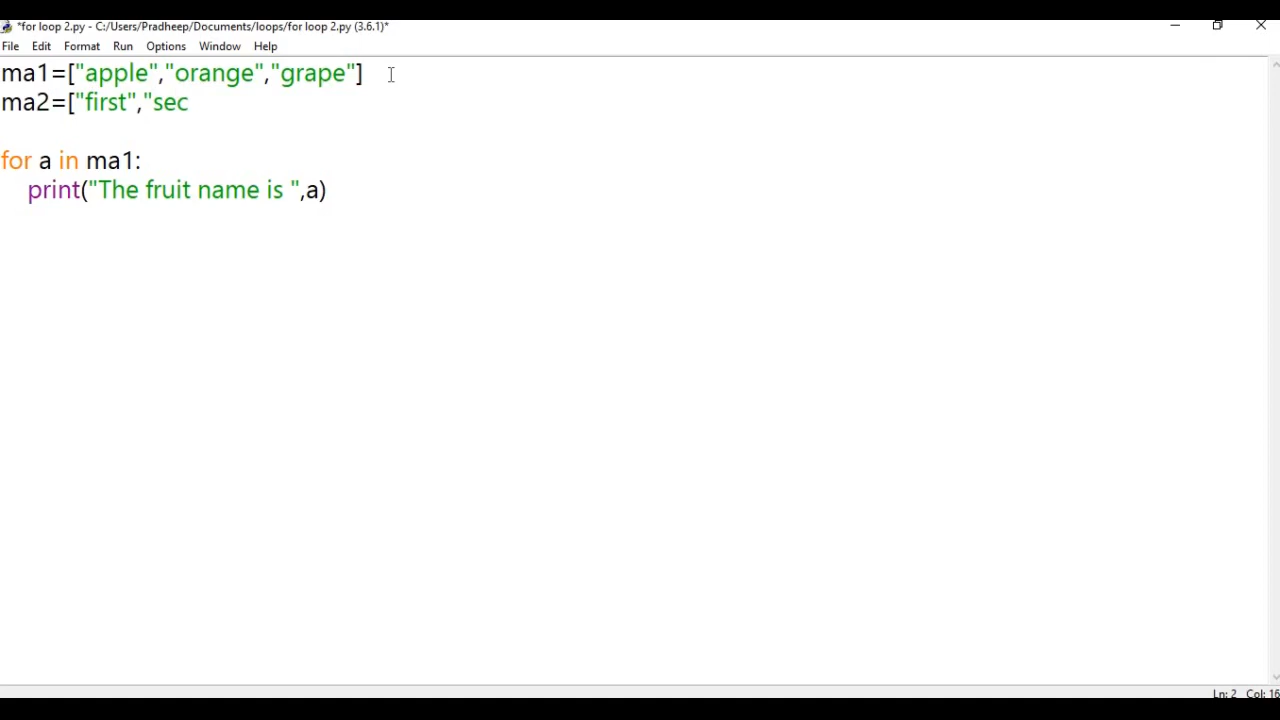 *for loop 2.py - C:/Users/Pradheep/Documents/loops/for loop 2.py (3.6.1)*
File Edit Format Run Options Window Help
ma1=["apple","orange","grape"]
ma2=["first","sec
for a in ma1:
    print("The fruit name is ",a)
Ln: 2 Col: 16